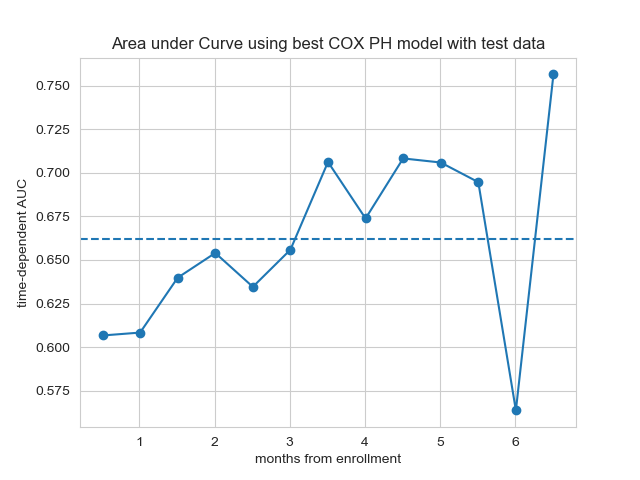 Area under Curve using best COX PH model with test data
time-dependent AUC
0.750
0.725
0.700
0.675
0.650
0.625
0.600
0.575
1 2 3 4 5 6
months from enrollment